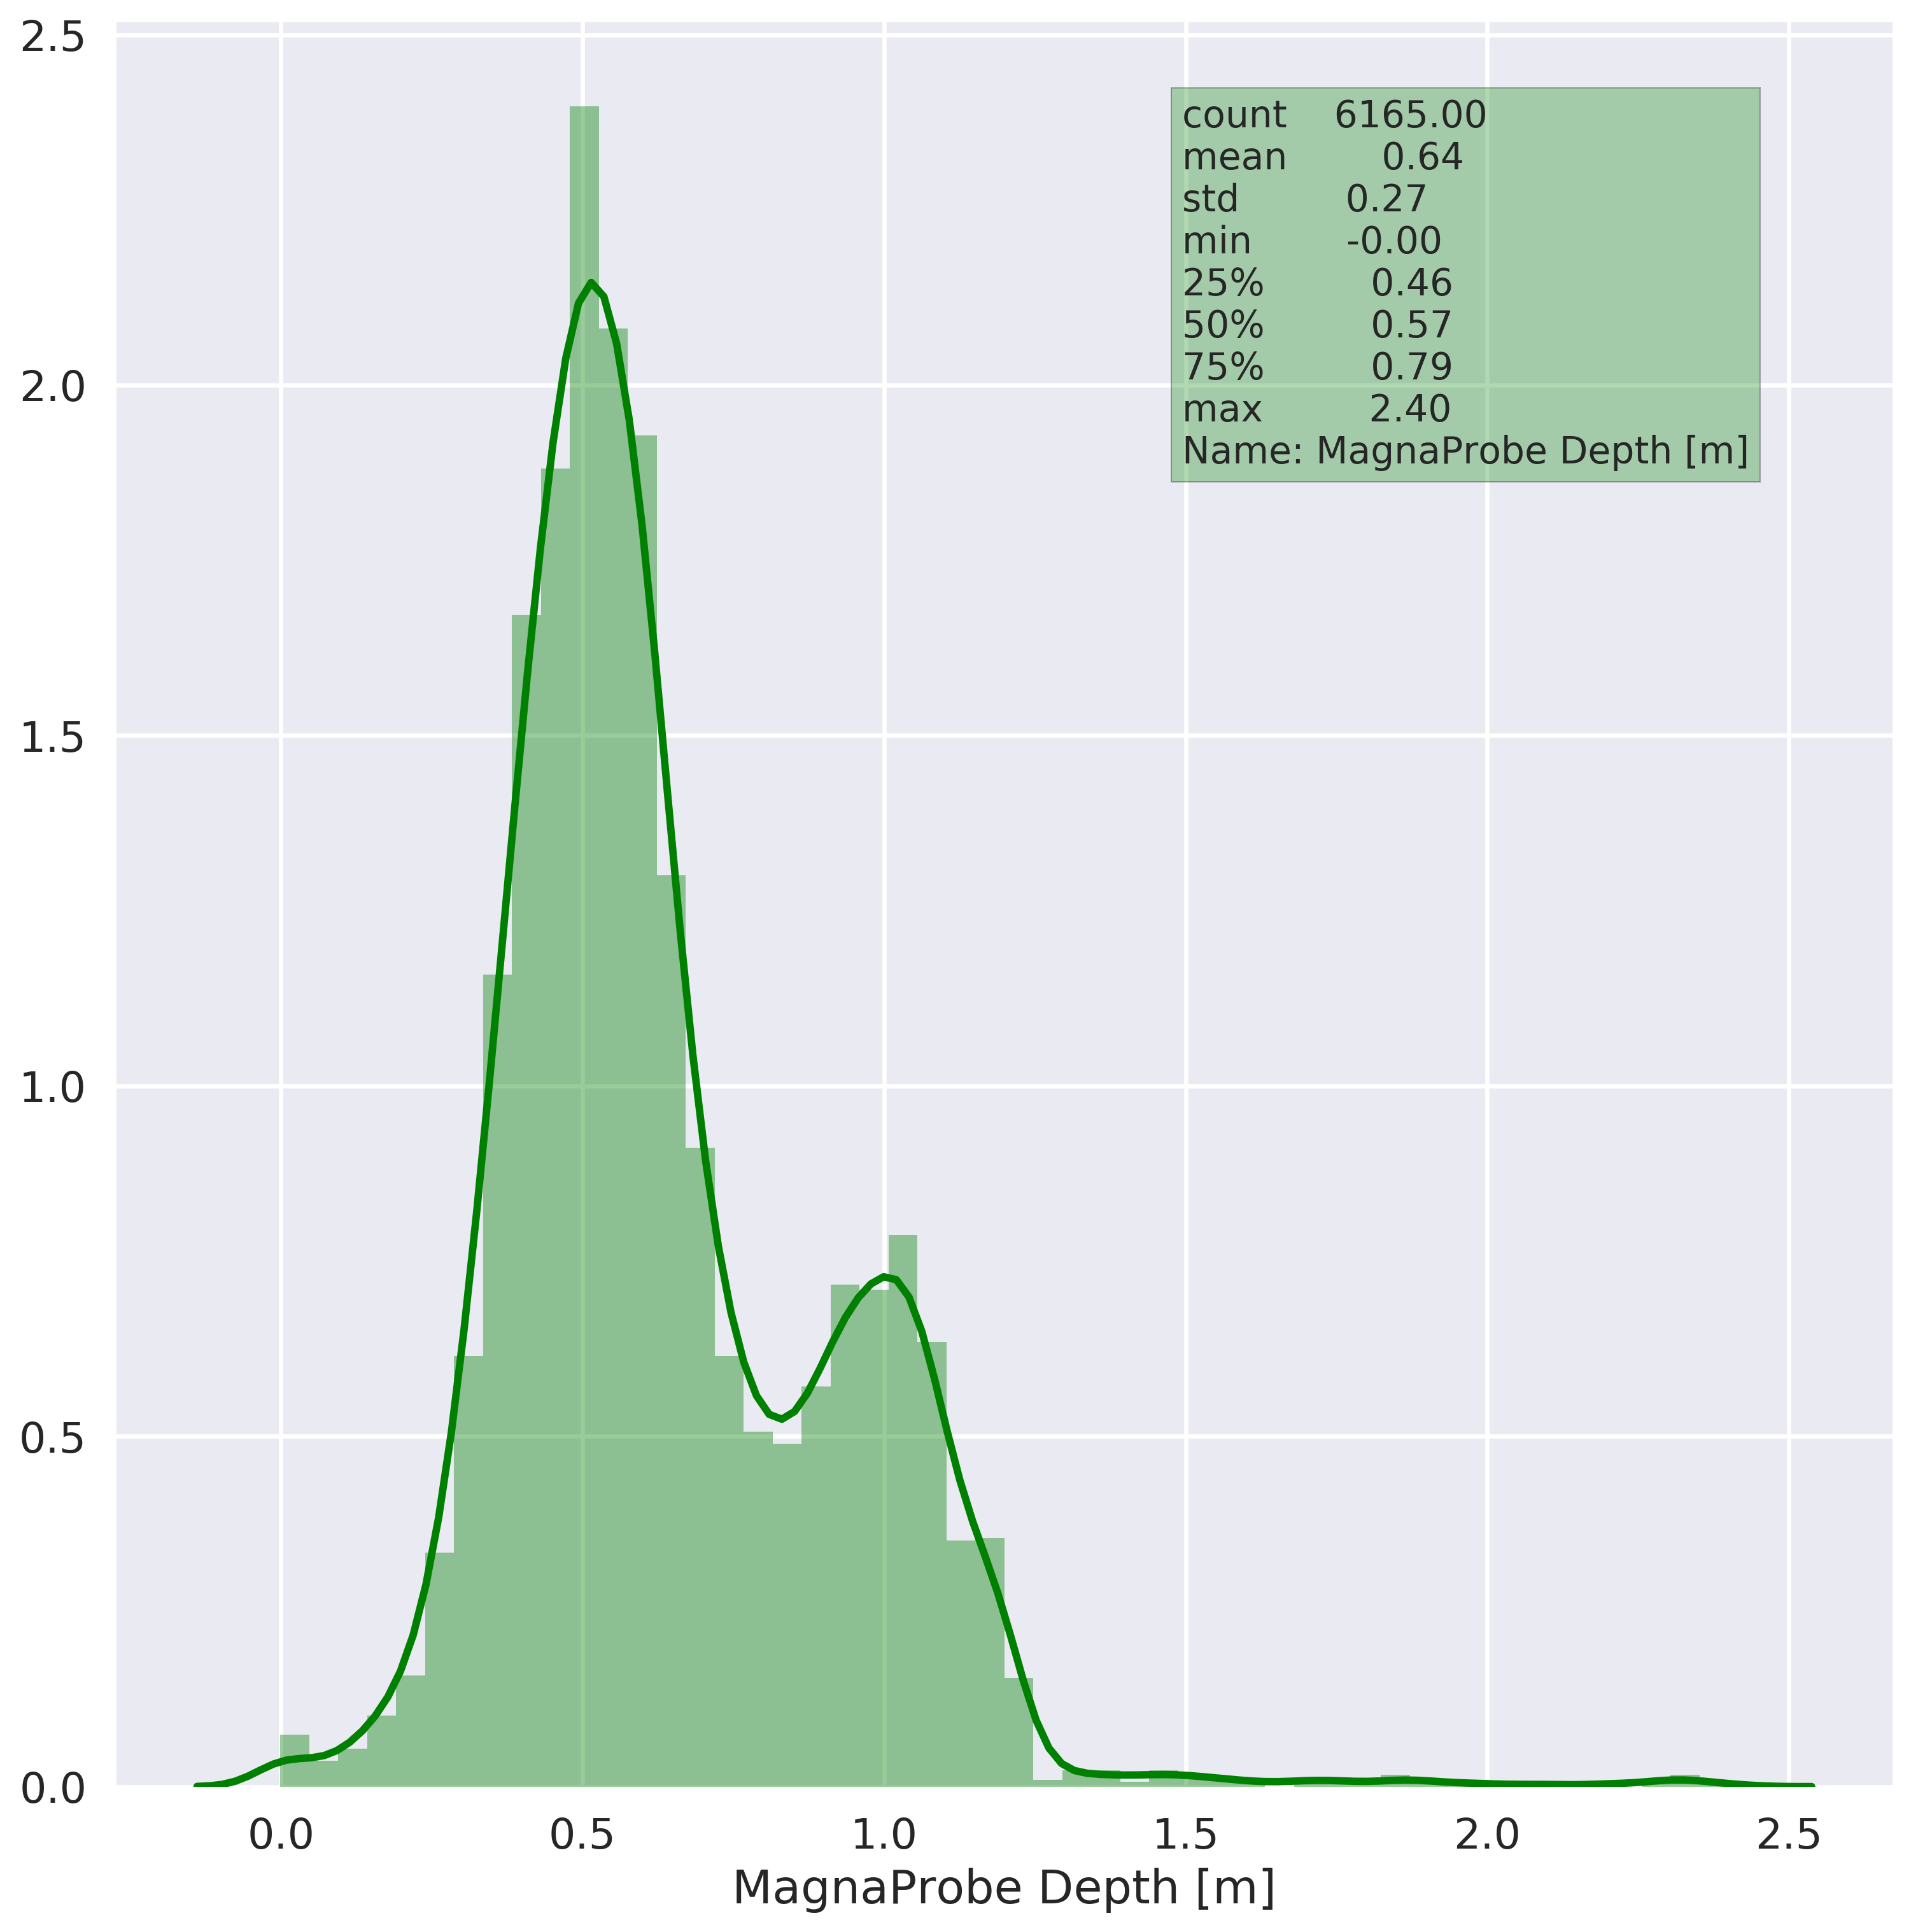 2.5
2.0
1.5
1.0
0.5
0.0
count 6165.00
mean 0.64
std 0.27
min -0.00
25% 0.46
50% 0.57
75% 0.79
max 2.40
Name: MagnaProbe Depth [m]
0.0 0.5 1.0 1.5 2.0 2.5
MagnaProbe Depth [m]